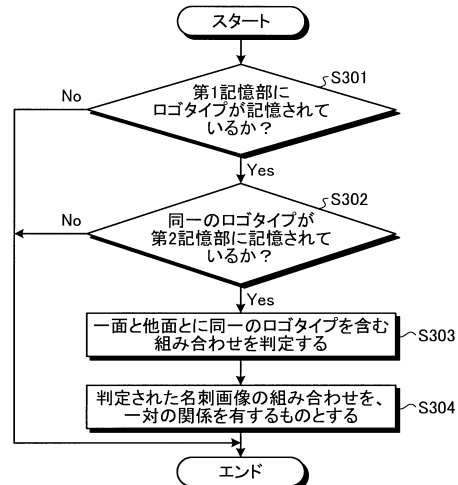 スタート
S301
第1記憶部に
ロゴタイプが記憶されて
いるか？
No
Yes
S302
同一のロゴタイプが
第2記憶部に記憶されて
いるか？
No
Yes
一面と他面とに同一のロゴタイプを含む
組み合わせを判定する
S303
判定された名刺画像の組み合わせを、
一対の関係を有するものとする
S304
エンド